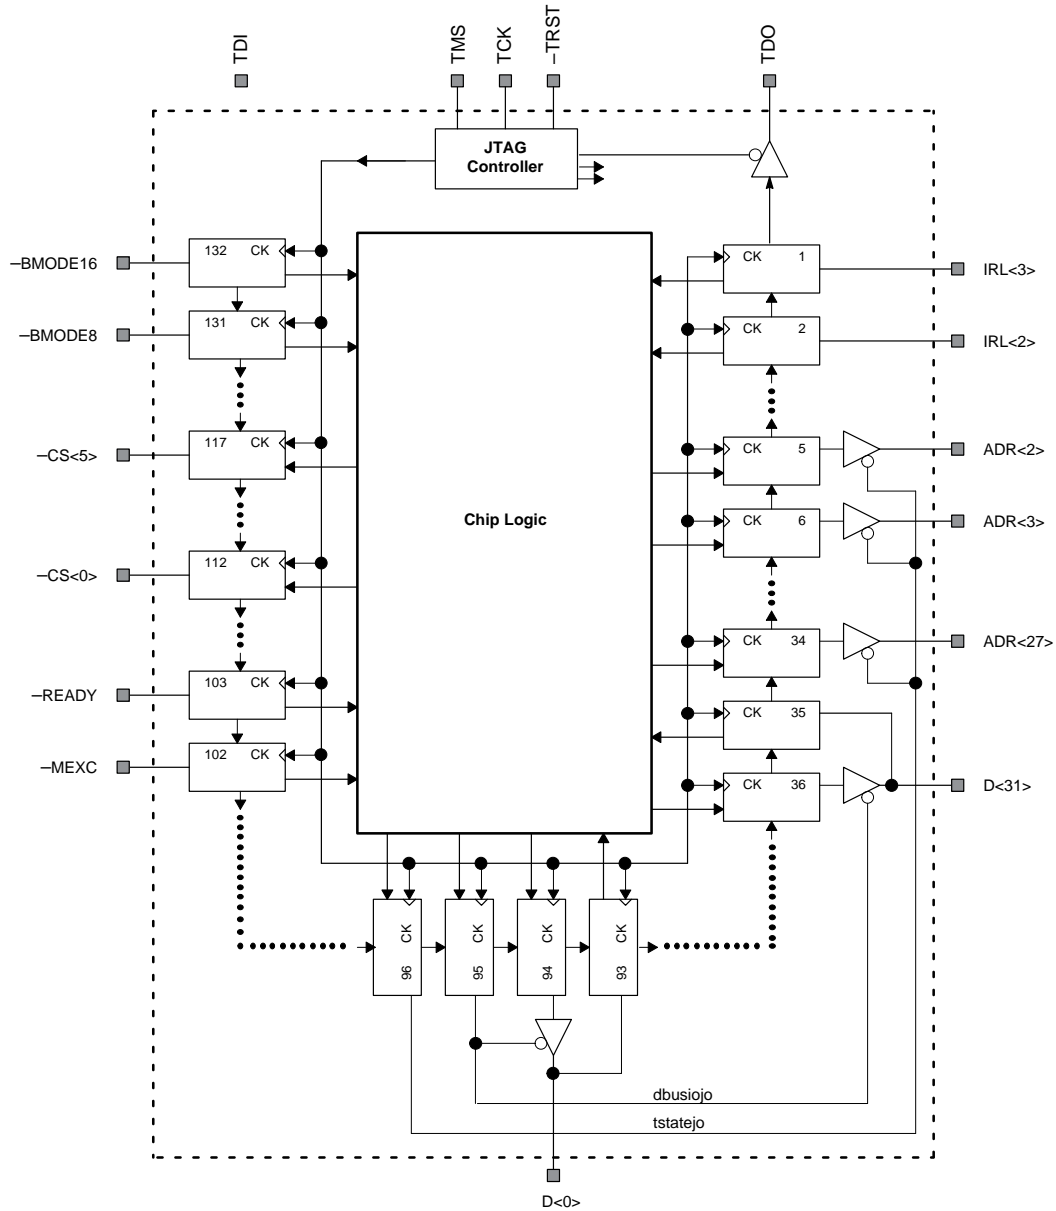 TDI
TMS
TCK
–TRST
TDO
JTAG
Controller
–BMODE16
132 CK
CK 1
IRL<3>
–BMODE8
131 CK
CK 2
IRL<2>
–CS<5>
117 CK
CK 5
ADR<2>
Chip Logic
CK 6
ADR<3>
–CS<0>
112 CK
CK 34
ADR<27>
–READY
103 CK
CK 35
–MEXC
102 CK
CK 36
D<31>
96 CK
95 CK
94 CK
93 CK
dbusiojo
tstatejo
D<0>